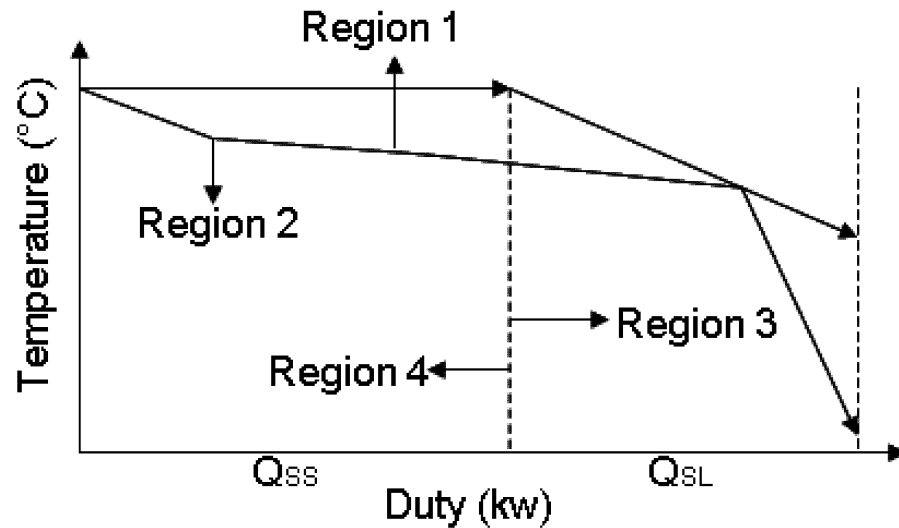 Region 1
Temperature (°C)
Region 2
Region 3
Region 4
QSS
QSL
Duty (kw)